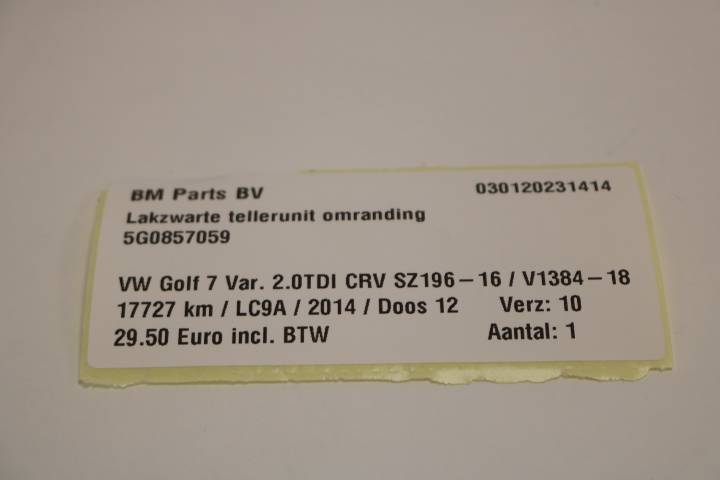 BM Parts BV 030120231414
Lakzwarte tellerunit omranding
5G0857059
VW Golf 7 Var. 2.0TDI CRV SZ196-16 / V1384-18
17727 km / LC9A / 2014 / Doos 12 Verz: 10
29.50 Euro incl. BTW Aantal: 1